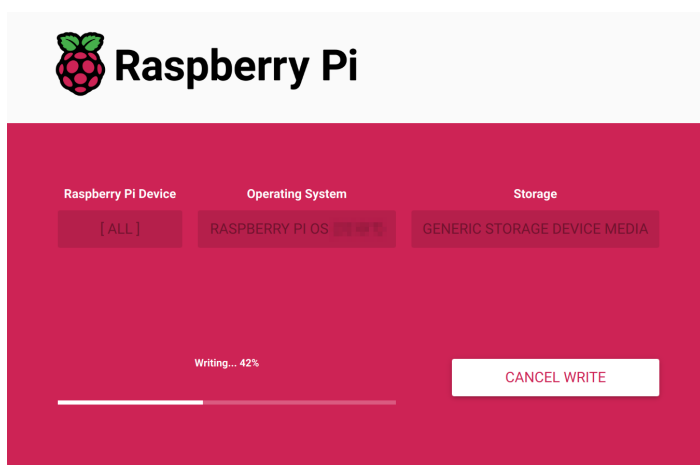 Raspberry Pi
Raspberry Pi Device
Operating System
Storage
[ ALL ]
RASPBERRY PI OS
GENERIC STORAGE DEVICE MEDIA
Writing... 42%
CANCEL WRITE